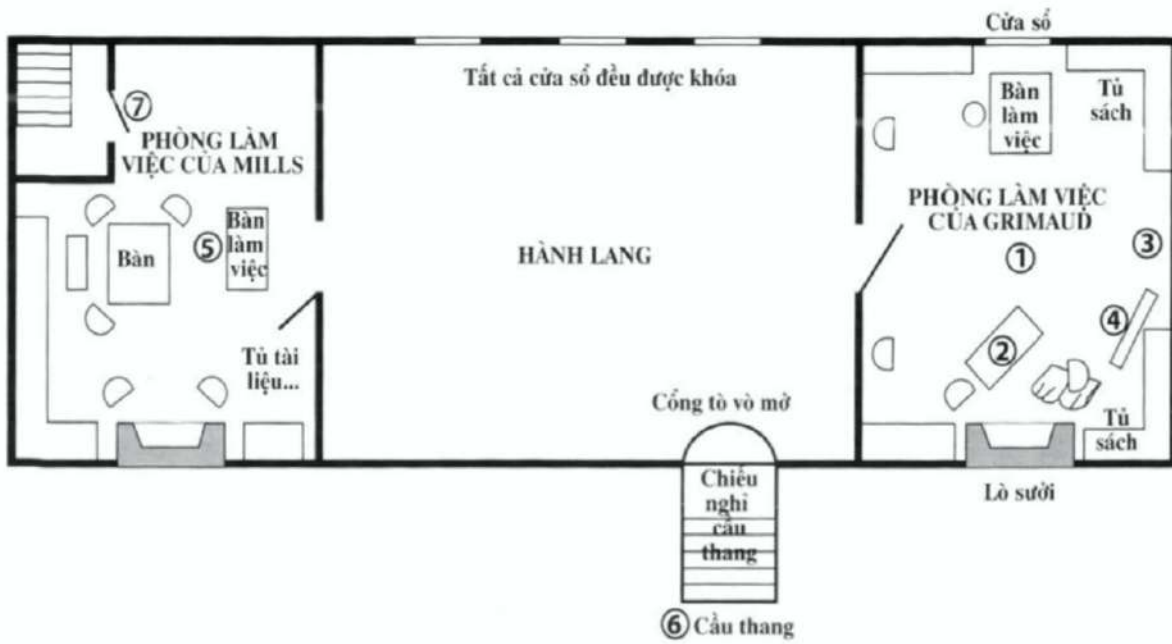 Cửa sổ
Tất cả cửa sổ đều được khóa
Bàn
làm
việc
Tủ
sách
⑦
PHÒNG LÀM
VIỆC CỦA MILLS
PHÒNG LÀM VIỆC
CỦA GRIMAUD
Bàn
⑤
Bàn
làm
việc
HÀNH LANG
①
③
④
②
Tủ tài
liệu...
Cổng tò vò mở
Tủ
sách
Chiếu
nghỉ
cầu
thang
Lò sưởi
⑥ Cầu thang